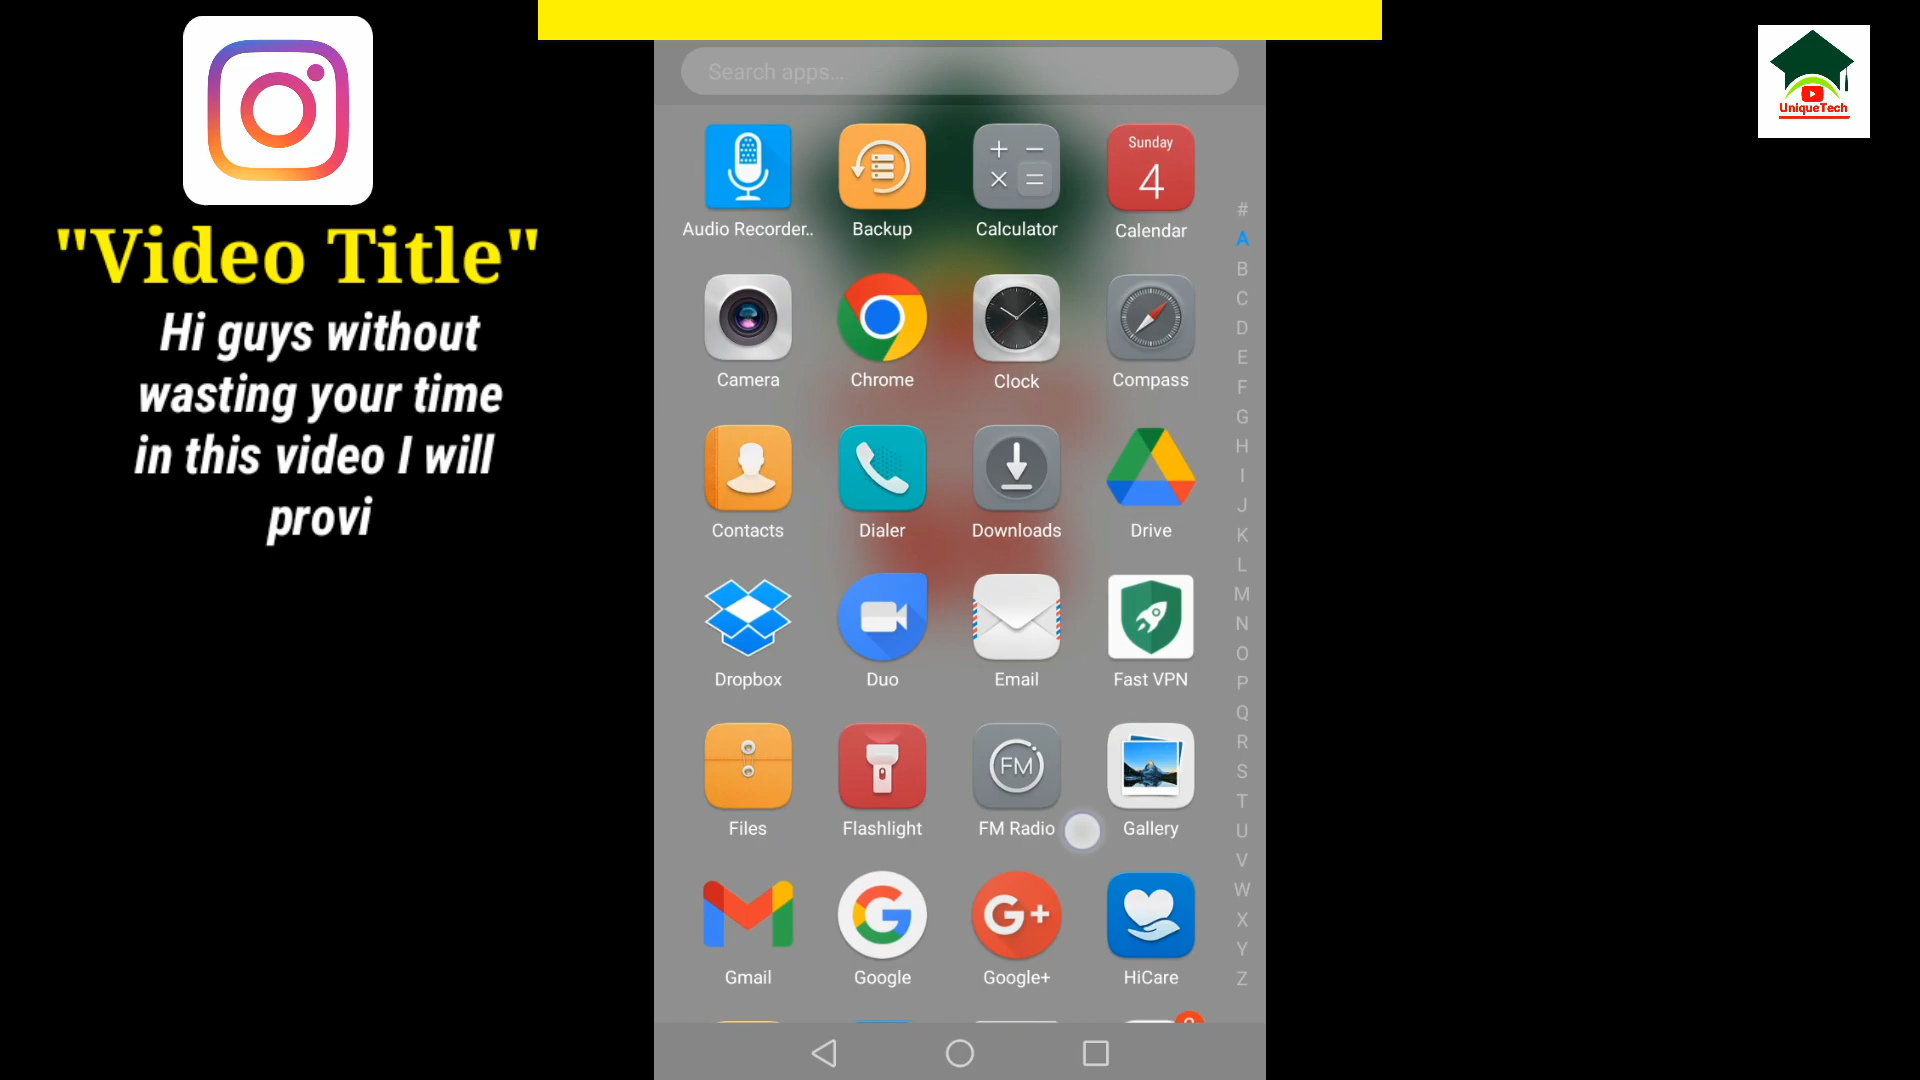 "Video Title"
Hi guys without
wasting your time
in this video I will
provi
UniqueTech
Search apps...
Sunday
4
Audio Recorder..
Backup
Calculator
Calendar
Camera
Chrome
Clock
Compass
Contacts
Dialer
Downloads
Drive
Dropbox
Duo
Email
Fast VPN
FM
Files
Flashlight
FM Radio
Gallery
G
G+
Gmail
Google
Google+
HiCare
#
A
B
C
D
E
F
G
H
I
J
K
L
M
N
O
P
Q
R
S
T
U
V
W
X
Y
Z